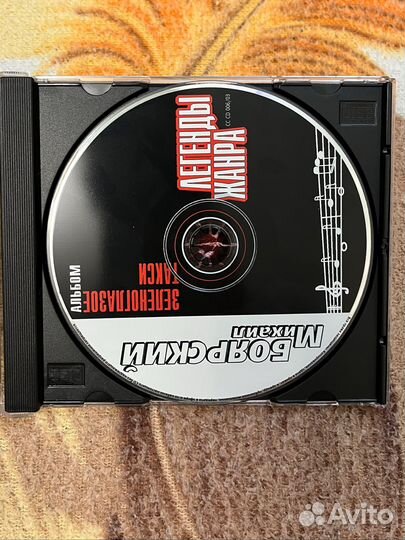 ЛЕГЕНДЫ
ЖАНРА
CC CD 006/03
АЛЬБОМ
ЗЕЛЕНОГЛАЗОЕ
ТАКСИ
Михаил
БОЯРСКИЙ
Avito